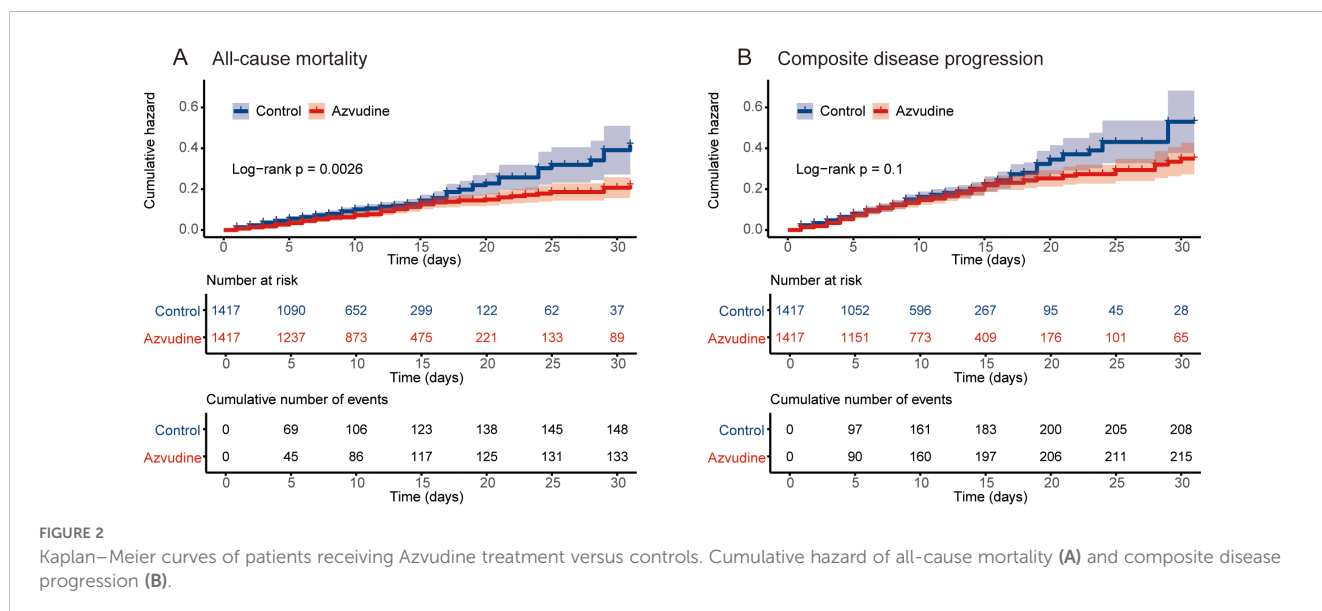 A All-cause mortality
Cumulative hazard
0.6
0.4
0.2
0.0
Control Azvudine
Log−rank p = 0.0026
0 5 10 15 20 25 30
Time (days)
Number at risk
Control 1417 1090 652 299 122 62 37
Azvudine 1417 1237 873 475 221 133 89
0 5 10 15 20 25 30
Time (days)
Cumulative number of events
Control 0 69 106 123 138 145 148
Azvudine 0 45 86 117 125 131 133
0 5 10 15 20 25 30
Time (days)
B Composite disease progression
Cumulative hazard
0.6
0.4
0.2
0.0
Control Azvudine
Log−rank p = 0.1
0 5 10 15 20 25 30
Time (days)
Number at risk
Control 1417 1052 596 267 95 45 28
Azvudine 1417 1151 773 409 176 101 65
0 5 10 15 20 25 30
Time (days)
Cumulative number of events
Control 0 97 161 183 200 205 208
Azvudine 0 90 160 197 206 211 215
0 5 10 15 20 25 30
Time (days)
FIGURE 2
Kaplan–Meier curves of patients receiving Azvudine treatment versus controls. Cumulative hazard of all-cause mortality (A) and composite disease
progression (B).